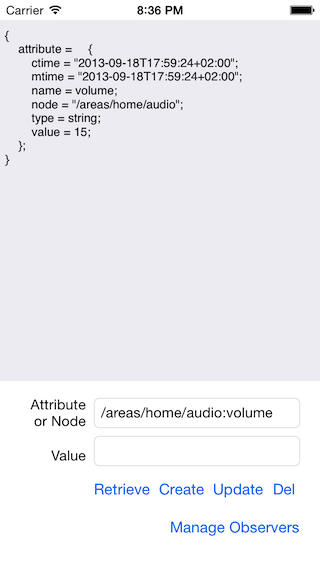 Carrier 8:36 PM
{
attribute = {
ctime = "2013-09-18T17:59:24+02:00";
mtime = "2013-09-18T17:59:24+02:00";
name = volume;
node = "/areas/home/audio";
type = string;
value = 15;
};
}
Attribute
or Node
/areas/home/audio:volume
Value
Retrieve Create Update Del
Manage Observers